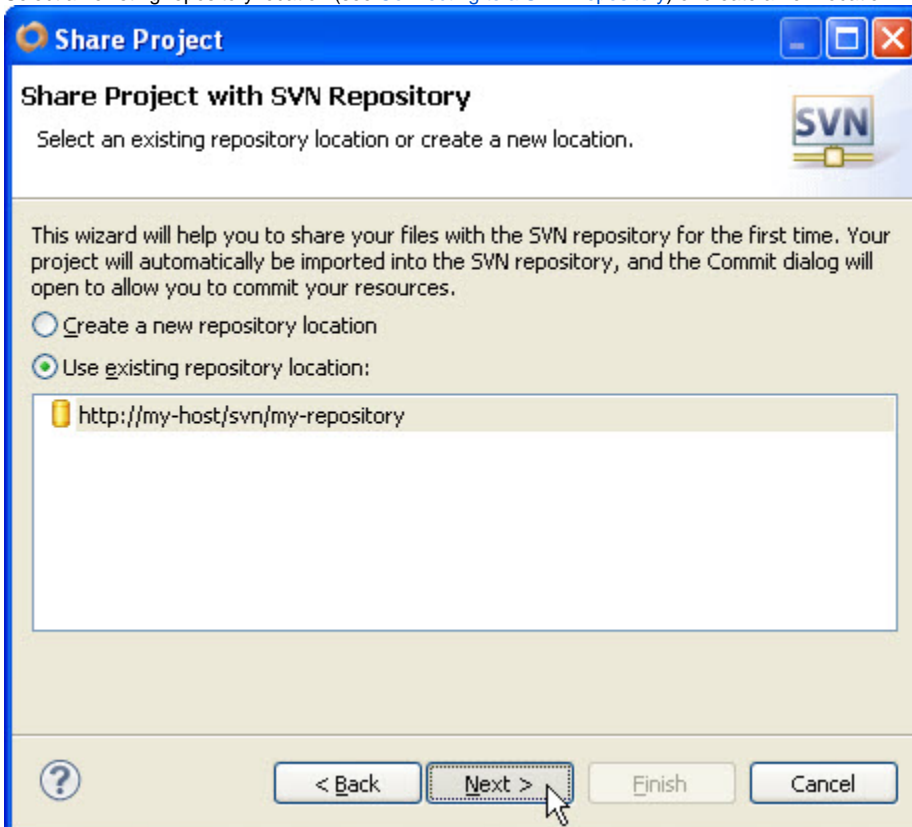 Share Project
Share Project with SVN Repository
Select an existing repository location or create a new location.
SVN
This wizard will help you to share your files with the SVN repository for the first time. Your
project will automatically be imported into the SVN repository, and the Commit dialog will
open to allow you to commit your resources.
Create a new repository location
Use existing repository location:
http://my-host/svn/my-repository
? < Back Next > Finish Cancel